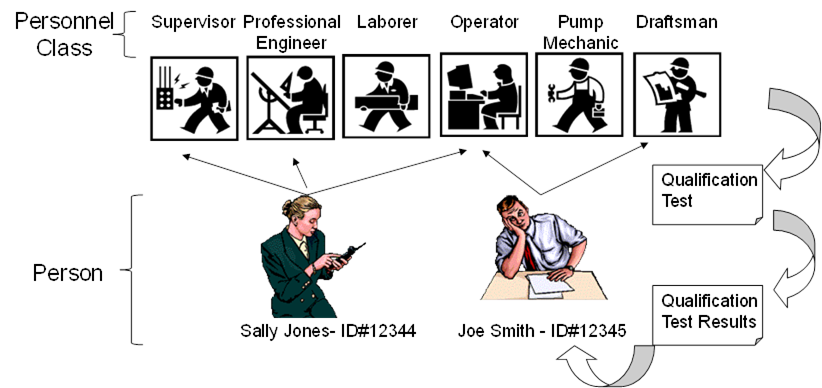 Personnel
Class
Supervisor
Professional
Engineer
Laborer
Operator
Pump
Mechanic
Draftsman
Qualification
Test
Person
Qualification
Test Results
Sally Jones- ID#12344
Joe Smith - ID#12345